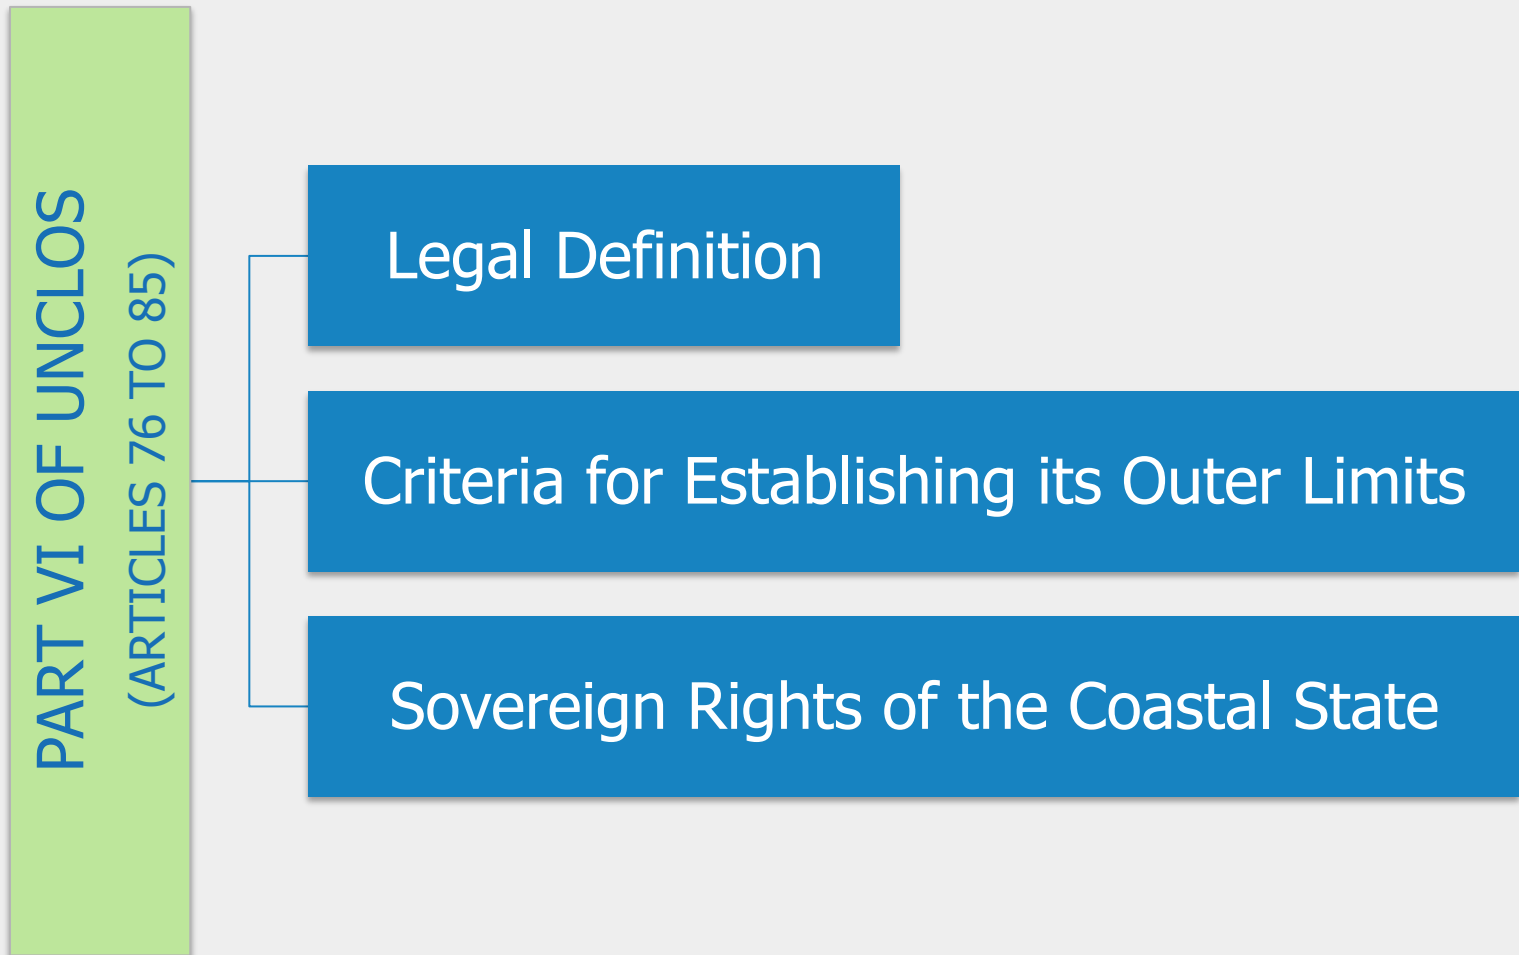 PART VI OF UNCLOS
(ARTICLES 76 TO 85)
Legal Definition
Criteria for Establishing its Outer Limits
Sovereign Rights of the Coastal State